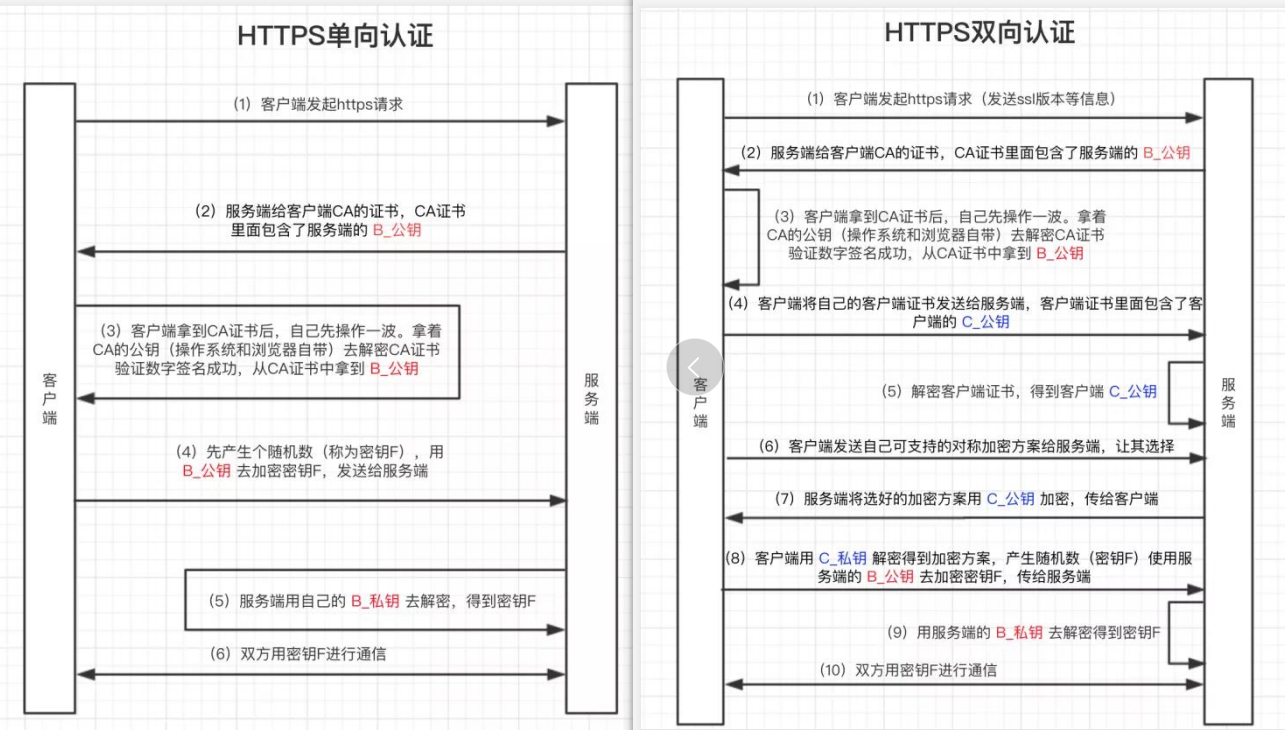 HTTPS单向认证
（1）客户端发起https请求
（2）服务端给客户端CA的证书，CA证书
里面包含了服务端的 B_公钥
（3）客户端拿到CA证书后，自己先操作一波。拿着
CA的公钥（操作系统和浏览器自带）去解密CA证书
验证数字签名成功，从CA证书中拿到 B_公钥
客户端
服务端
（4）先产生个随机数（称为密钥F），用
B_公钥 去加密密钥F，发送给服务端
（5）服务端用自己的 B_私钥 去解密，得到密钥F
（6）双方用密钥F进行通信
HTTPS双向认证
（1）客户端发起https请求（发送ssl版本等信息）
（2）服务端给客户端CA的证书，CA证书里面包含了服务端的 B_公钥
（3）客户端拿到CA证书后，自己先操作一波。拿着
CA的公钥（操作系统和浏览器自带）去解密CA证书
验证数字签名成功，从CA证书中拿到 B_公钥
（4）客户端将自己的客户端证书发送给服务端，客户端证书里面包含了客
户端的 C_公钥
客户端
服务端
（5）解密客户端证书，得到客户端 C_公钥
（6）客户端发送自己可支持的对称加密方案给服务端，让其选择
（7）服务端将选好的加密方案用 C_公钥 加密，传给客户端
（8）客户端用 C_私钥 解密得到加密方案，产生随机数（密钥F）使用服
务端的 B_公钥 去加密密钥F，传给服务端
（9）用服务端的 B_私钥 去解密得到密钥F
（10）双方用密钥F进行通信